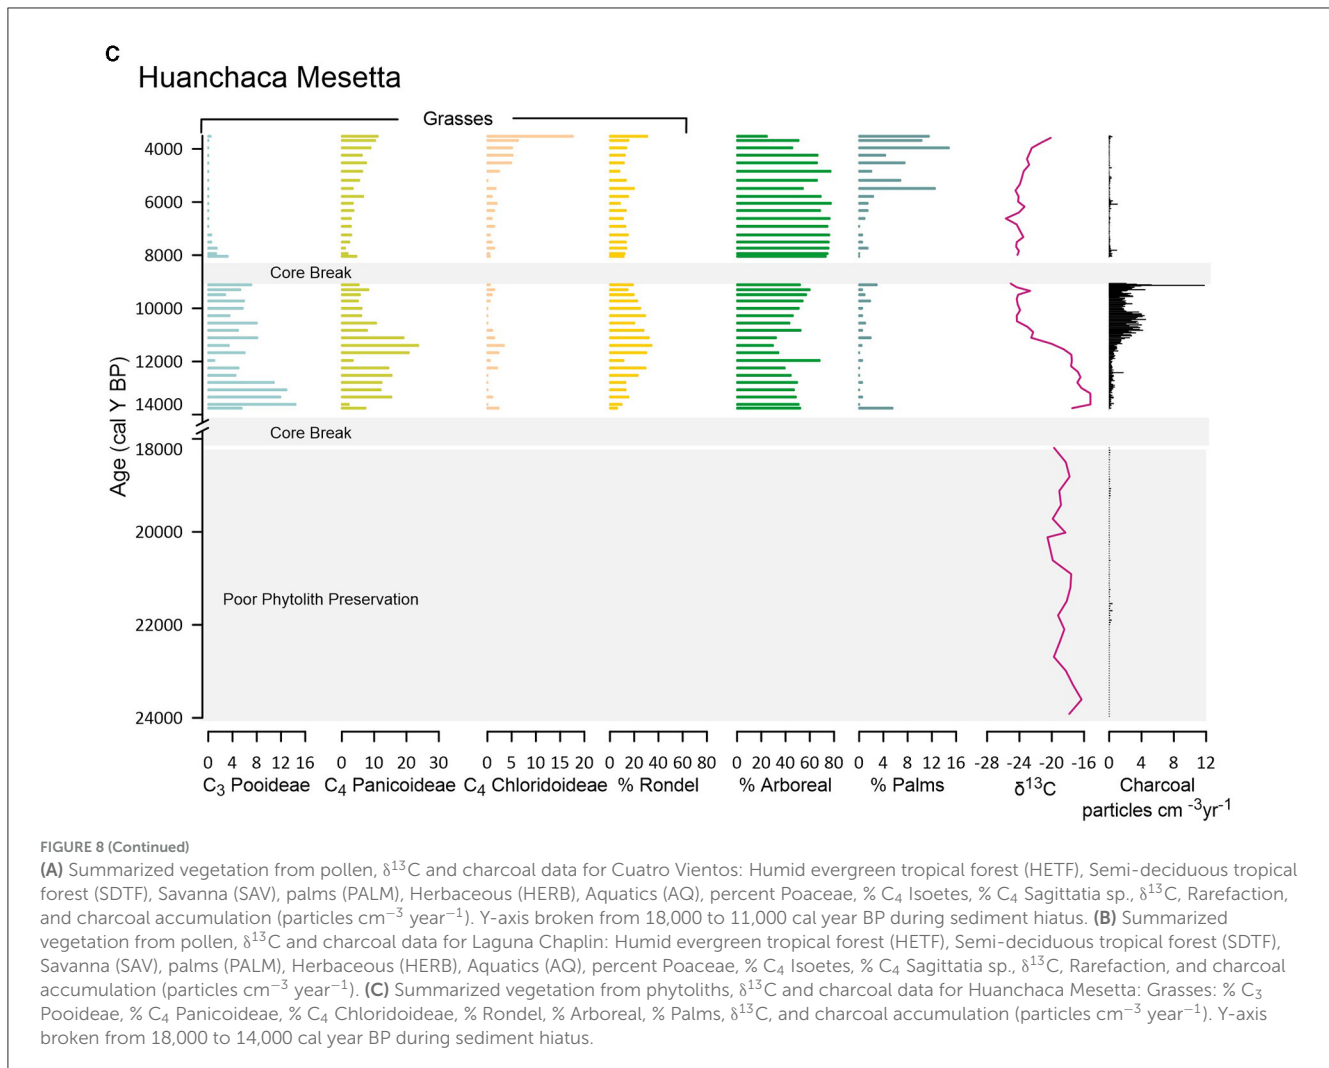 C
Huanchaca Mesetta
Grasses
4000
6000
8000
Core Break
10000
12000
14000
Core Break
18000
20000
Poor Phytolith Preservation
22000
24000
Age (cal Y BP)
0 4 8 12 16
0 10 20 30
0 5 10 15 20
0 20 40 60 80
0 20 40 60 80
0 4 8 12 16
-28 -24 -20 -16
0 4 8 12
C₃ Pooideae
C₄ Panicoideae
C₄ Chloridoideae
% Rondel
% Arboreal
% Palms
δ¹³C
Charcoal
particles cm ⁻³yr⁻¹
FIGURE 8 (Continued)
(A) Summarized vegetation from pollen, δ¹³C and charcoal data for Cuatro Vientos: Humid evergreen tropical forest (HETF), Semi-deciduous tropical
forest (SDTF), Savanna (SAV), palms (PALM), Herbaceous (HERB), Aquatics (AQ), percent Poaceae, % C₄ Isoetes, % C₄ Sagittatia sp., δ¹³C, Rarefaction,
and charcoal accumulation (particles cm⁻³ year⁻¹). Y-axis broken from 18,000 to 11,000 cal year BP during sediment hiatus. (B) Summarized
vegetation from pollen, δ¹³C and charcoal data for Laguna Chaplin: Humid evergreen tropical forest (HETF), Semi-deciduous tropical forest (SDTF),
Savanna (SAV), palms (PALM), Herbaceous (HERB), Aquatics (AQ), percent Poaceae, % C₄ Isoetes, % C₄ Sagittatia sp., δ¹³C, Rarefaction, and charcoal
accumulation (particles cm⁻³ year⁻¹). (C) Summarized vegetation from phytoliths, δ¹³C and charcoal data for Huanchaca Mesetta: Grasses: % C₃
Pooideae, % C₄ Panicoideae, % C₄ Chloridoideae, % Rondel, % Arboreal, % Palms, δ¹³C, and charcoal accumulation (particles cm⁻³ year⁻¹). Y-axis
broken from 18,000 to 14,000 cal year BP during sediment hiatus.